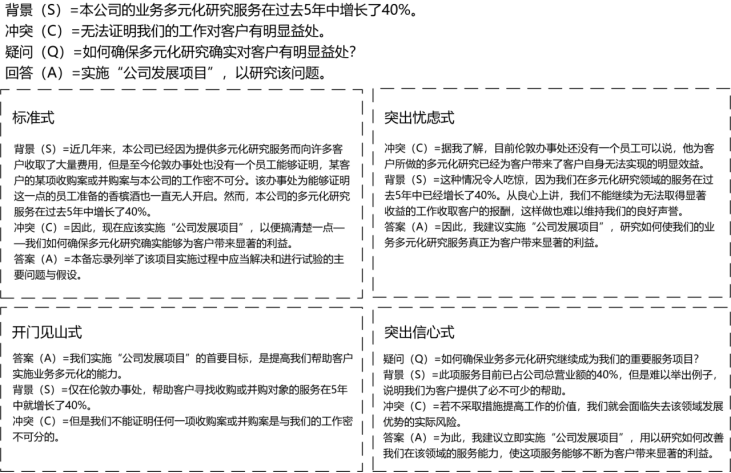 背景（S）=本公司的业务多元化研究服务在过去5年中增长了40%。
冲突（C）=无法证明我们的工作对客户有明显益处。
疑问（Q）=如何确保多元化研究确实对客户有明显益处？
回答（A）=实施“公司发展项目”，以研究该问题。
标准式
背景（S）=近几年来，本公司已经因为提供多元化研究服务而向许多客
户收取了大量费用，但是至今伦敦办事处也没有一个员工能够证明，某客
户的某项收购案或并购案与本公司的工作密不可分。该办事处为能够证明
这一点的员工准备的香槟酒也一直无人开启。然而，本公司的多元化研究
服务在过去5年中增长了40%。
冲突（C）=因此，现在应该实施“公司发展项目”，以便搞清楚一点—
—我们如何确保多元化研究确实能够为客户带来显著的利益。
答案（A）=本备忘录列举了该项目实施过程中应当解决和进行试验的主
要问题与假设。
突出忧虑式
冲突（C）=据我了解，目前伦敦办事处还没有一个员工可以说，他为客
户所做的多元化研究已经为客户带来了客户自身无法实现的明显效益。
背景（S）=这种情况令人吃惊，因为我们在多元化研究领域的服务在过
去5年中已经增长了40%。从良心上讲，我们不能继续为无法取得显著
收益的工作收取客户的报酬，这样做也难以维持我们的良好声誉。
答案（A）=因此，我建议实施“公司发展项目”，研究如何使我们的业
务多元化研究服务真正为客户带来显著的利益。
开门见山式
答案（A）=我们实施“公司发展项目”的首要目标，是提高我们帮助客户
实施业务多元化的能力。
背景（S）=仅在伦敦办事处，帮助客户寻找收购或并购对象的服务在5年
中就增长了40%。
冲突（C）=但是我们不能证明任何一项收购案或并购案是与我们的工作密
不可分的。
突出信心式
疑问（Q）=如何确保业务多元化研究继续成为我们的重要服务项目？
背景（S）=此项服务目前已占公司总营业额的40%，但是难以举出例子，
说明我们为客户提供了必不可少的帮助。
冲突（C）=若不采取措施提高工作的价值，我们就会面临失去该领域发展
优势的实际风险。
答案（A）=为此，我建议立即实施“公司发展项目”，用以研究如何改善
我们在该领域的服务能力，使这项服务能够不断为客户带来显著的利益。